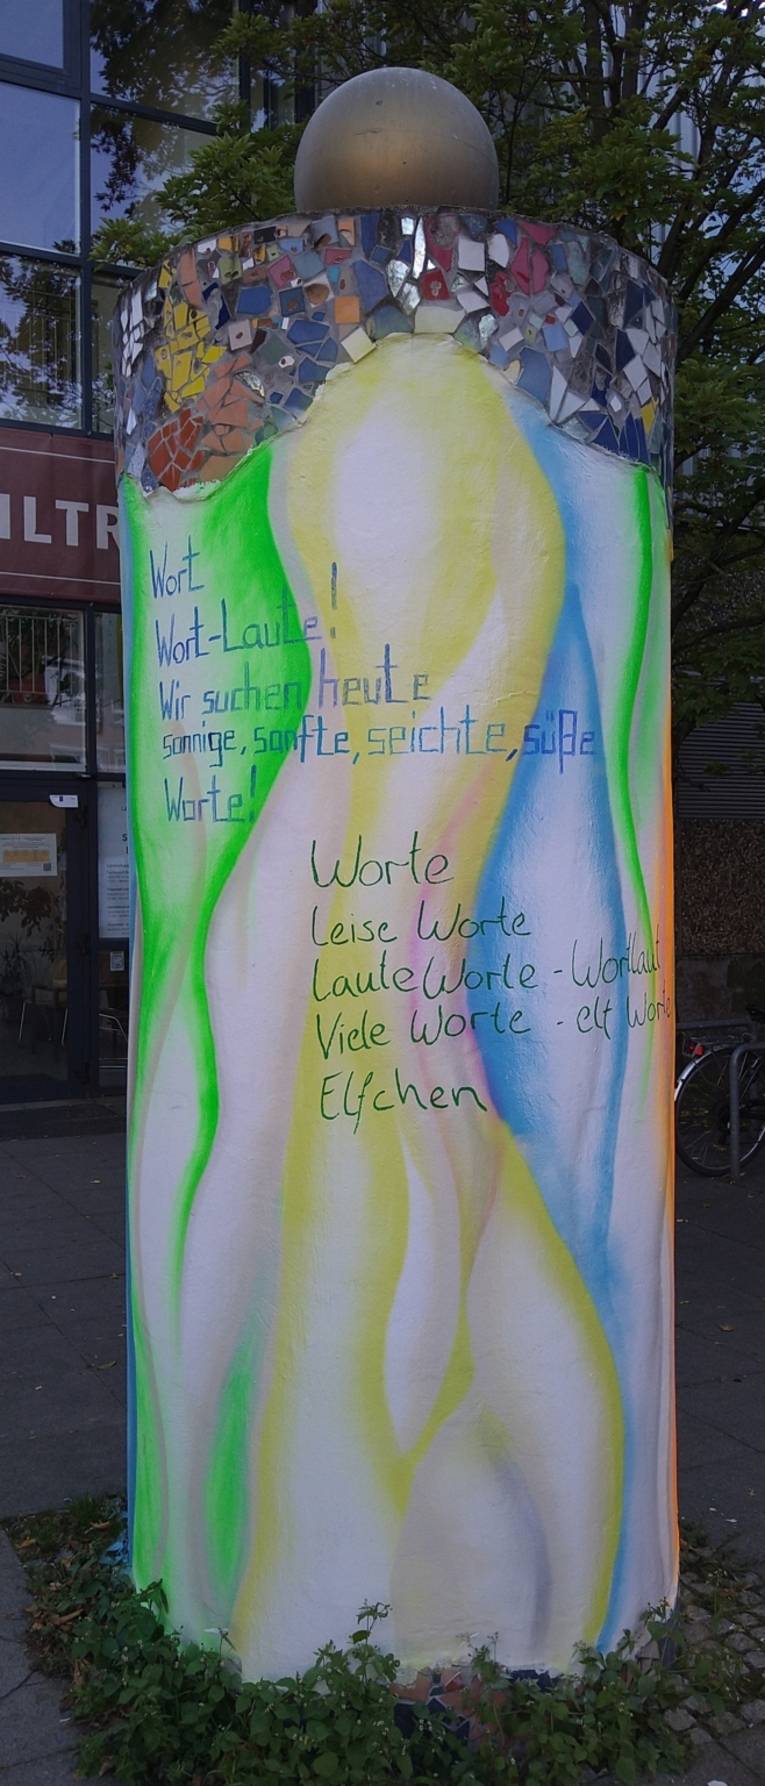 ILTR
Wort
Wort-Laute!
Wir suchen heute
sonnige, sanfte, seichte, süße
Worte!
Worte
Leise Worte
Laute Worte - Wortlaut
Viele Worte - elf Worte
Elfchen